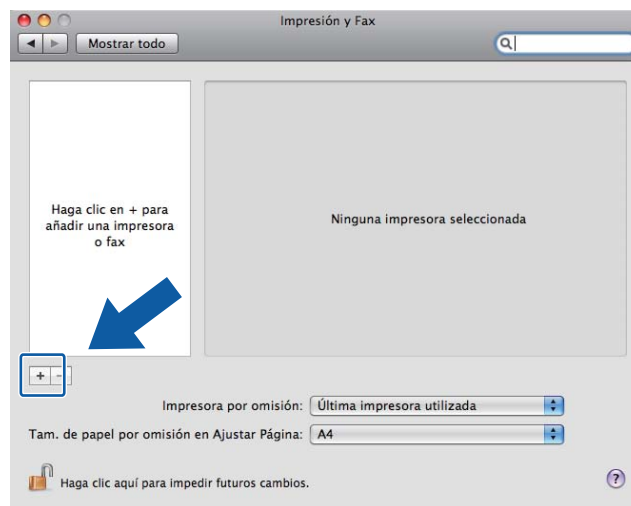 Impresión y Fax
Mostrar todo
Haga clic en + para
añadir una impresora
o fax
Ninguna impresora seleccionada
+ -
Impresora por omisión: Última impresora utilizada
Tam. de papel por omisión en Ajustar Página: A4
Haga clic aquí para impedir futuros cambios.
?